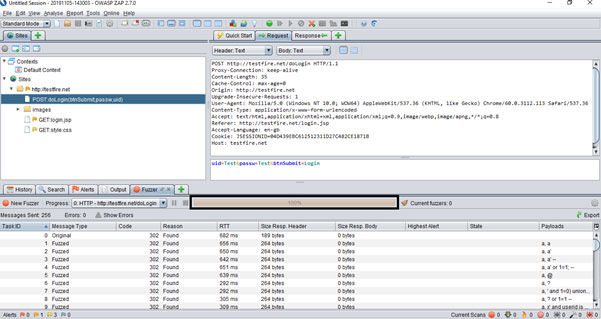 Untitled Session - 20191105-143003 - OWASP ZAP 2.7.0
File Edit View Analyse Report Tools Online Help
Standard Mode
Sites
Quick Start Request Response
Header: Text Body: Text
Contexts
Default Context
Sites
http://testfire.net
POST:doLogin(btnSubmit,passw,uid)
images
GET:login.jsp
GET:style.css
POST http://testfire.net/doLogin HTTP/1.1
Proxy-Connection: keep-alive
Content-Length: 35
Cache-Control: max-age=0
Origin: http://testfire.net
Upgrade-Insecure-Requests: 1
User-Agent: Mozilla/5.0 (Windows NT 10.0; WOW64) AppleWebKit/537.36 (KHTML, like Gecko) Chrome/60.0.3112.113 Safari/537.36
Content-Type: application/x-www-form-urlencoded
Accept: text/html,application/xhtml+xml,application/xml;q=0.9,image/webp,image/apng,*/*;q=0.8
Referer: http://testfire.net/login.jsp
Accept-Language: en-gb
Host: testfire.net
uid=Test&passw=Test&btnSubmit=Login
History Search Alerts Output Fuzzer
New Fuzzer Progress: 0: HTTP - http://testfire.net/doLogin 100% Current fuzzers: 0
Messages Sent: 256 Errors: 0 Show Errors Export
Task ID Message Type Code Reason RTT Size Resp. Header Size Resp. Body Highest Alert State Payloads
0 Original 302 Found 682 ms 189 bytes 0 bytes
1 Fuzzed 302 Found 656 ms 264 bytes 0 bytes a, a
2 Fuzzed 302 Found 650 ms 264 bytes 0 bytes a, a'
3 Fuzzed 302 Found 642 ms 264 bytes 0 bytes a, a' --
4 Fuzzed 302 Found 651 ms 264 bytes 0 bytes a, a' or 1=1; --
5 Fuzzed 302 Found 639 ms 264 bytes 0 bytes a, @
6 Fuzzed 302 Found 292 ms 264 bytes 0 bytes a, ?
7 Fuzzed 302 Found 292 ms 264 bytes 0 bytes a, ' and 1=0) union...
8 Fuzzed 302 Found 305 ms 264 bytes 0 bytes a, ? or 1=1 --
9 Fuzzed 302 Found 309 ms 264 bytes 0 bytes a, x' and userid is
Alerts 0 1 3 0 Current Scans 0 0 0 0 0 0 0